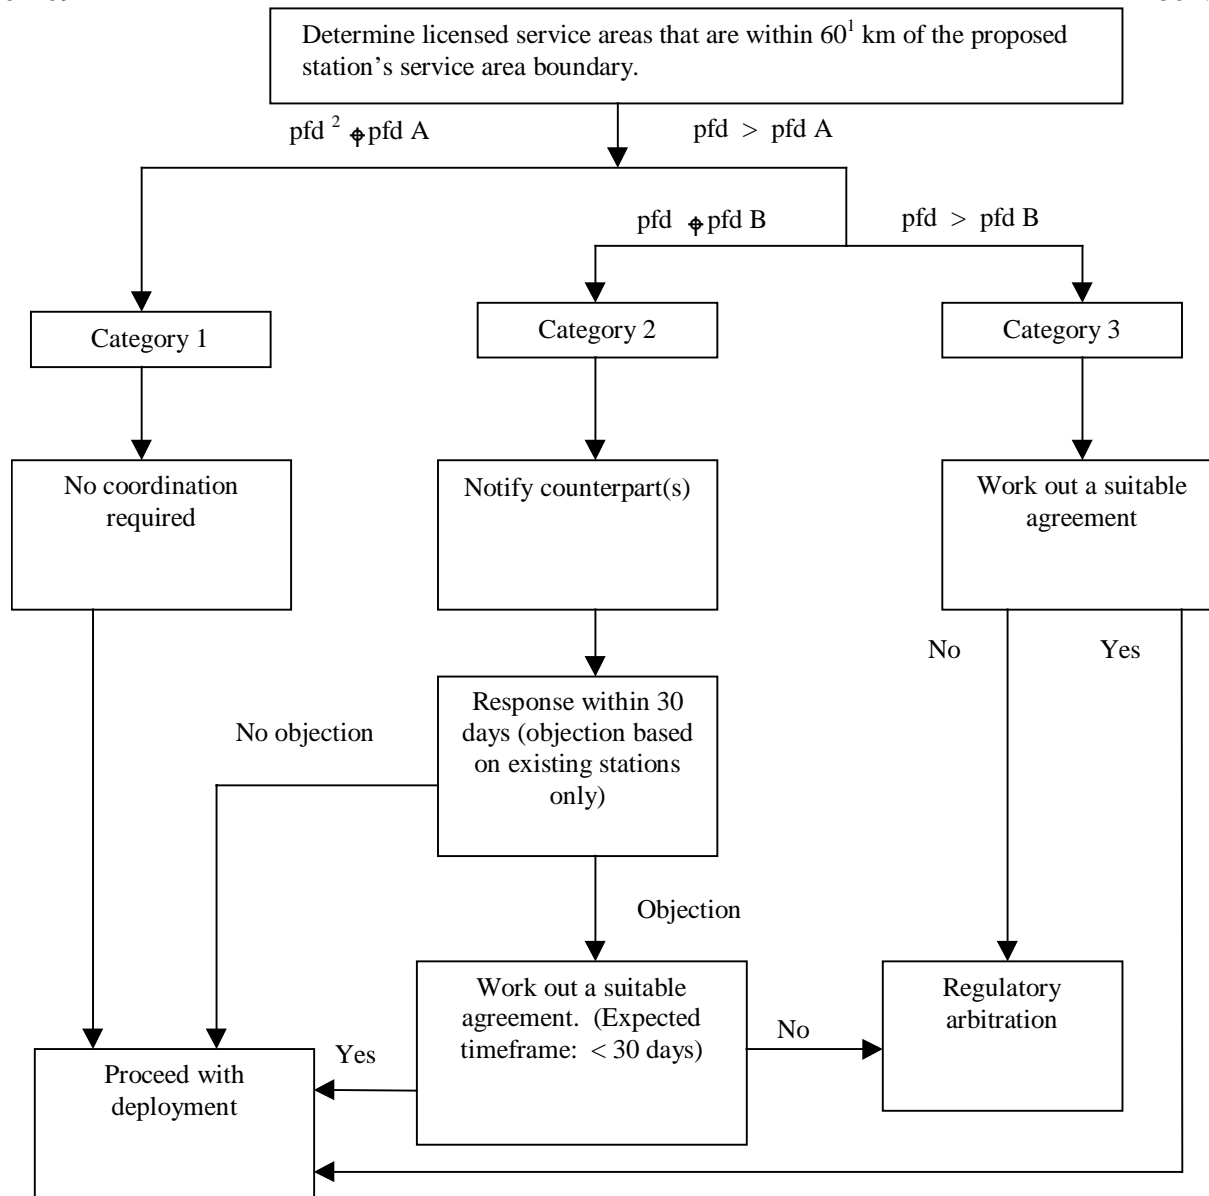 Determine licensed service areas that are within 60¹ km of the proposed
station's service area boundary.
pfd ² ⌖ pfd A
pfd > pfd A
pfd ⌖ pfd B
pfd > pfd B
Category 1
Category 2
Category 3
No coordination
required
Notify counterpart(s)
Work out a suitable
agreement
No
Yes
Response within 30
days (objection based
on existing stations
only)
No objection
Objection
Work out a suitable
agreement. (Expected
timeframe: < 30 days)
No
Regulatory
arbitration
Yes
Proceed with
deployment